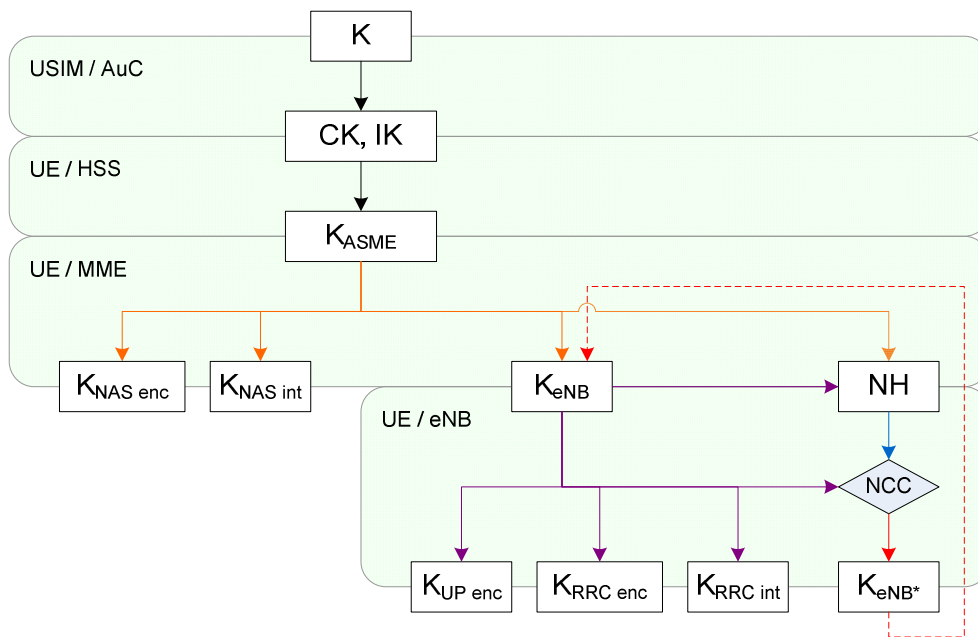 K
USIM / AuC
CK, IK
UE / HSS
KASME
UE / MME
KNAS enc
KNAS int
KeNB
NH
UE / eNB
NCC
KUP enc
KRRC enc
KRRC int
KeNB*